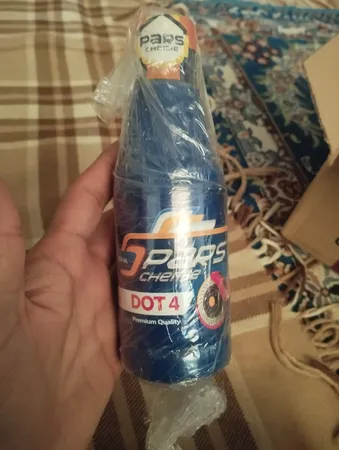 PARS
CHEMIE
PARS
CHEMIE
DOT 4
Premium Quality